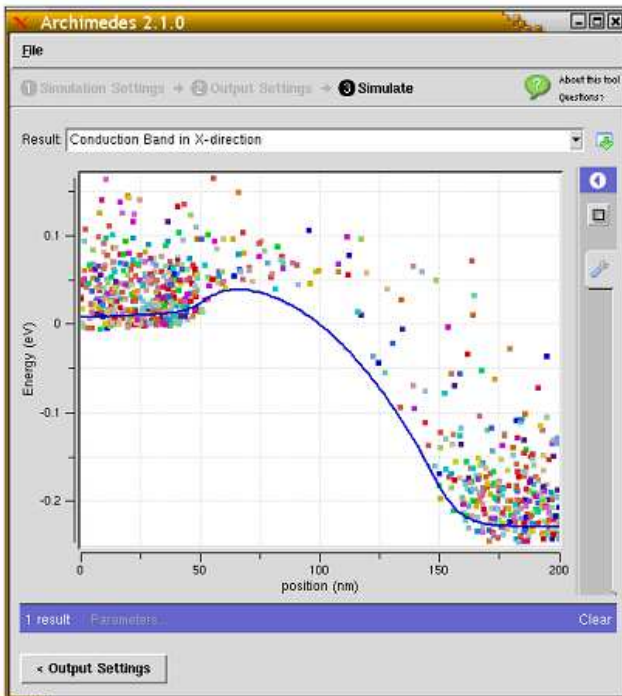 Archimedes 2.1.0
File
1 Simulation Settings → 2 Output Settings → 3 Simulate
? About this tool
Questions?
Result: Conduction Band in X-direction
0.1
0
-0.1
-0.2
Energy (eV)
0 50 100 150 200
position (nm)
1 result Parameters... Clear
< Output Settings